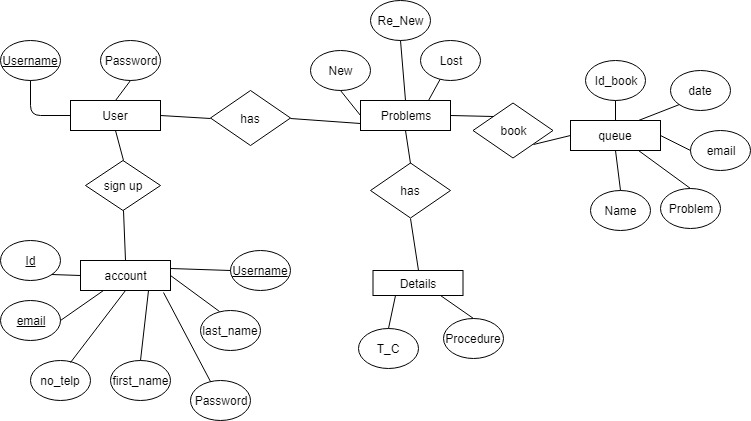 Re_New
Username
Password
New
Lost
Id_book
date
User
has
Problems
book
queue
email
sign up
has
Name
Problem
Id
account
Username
Details
email
last_name
T_C
Procedure
no_telp
first_name
Password